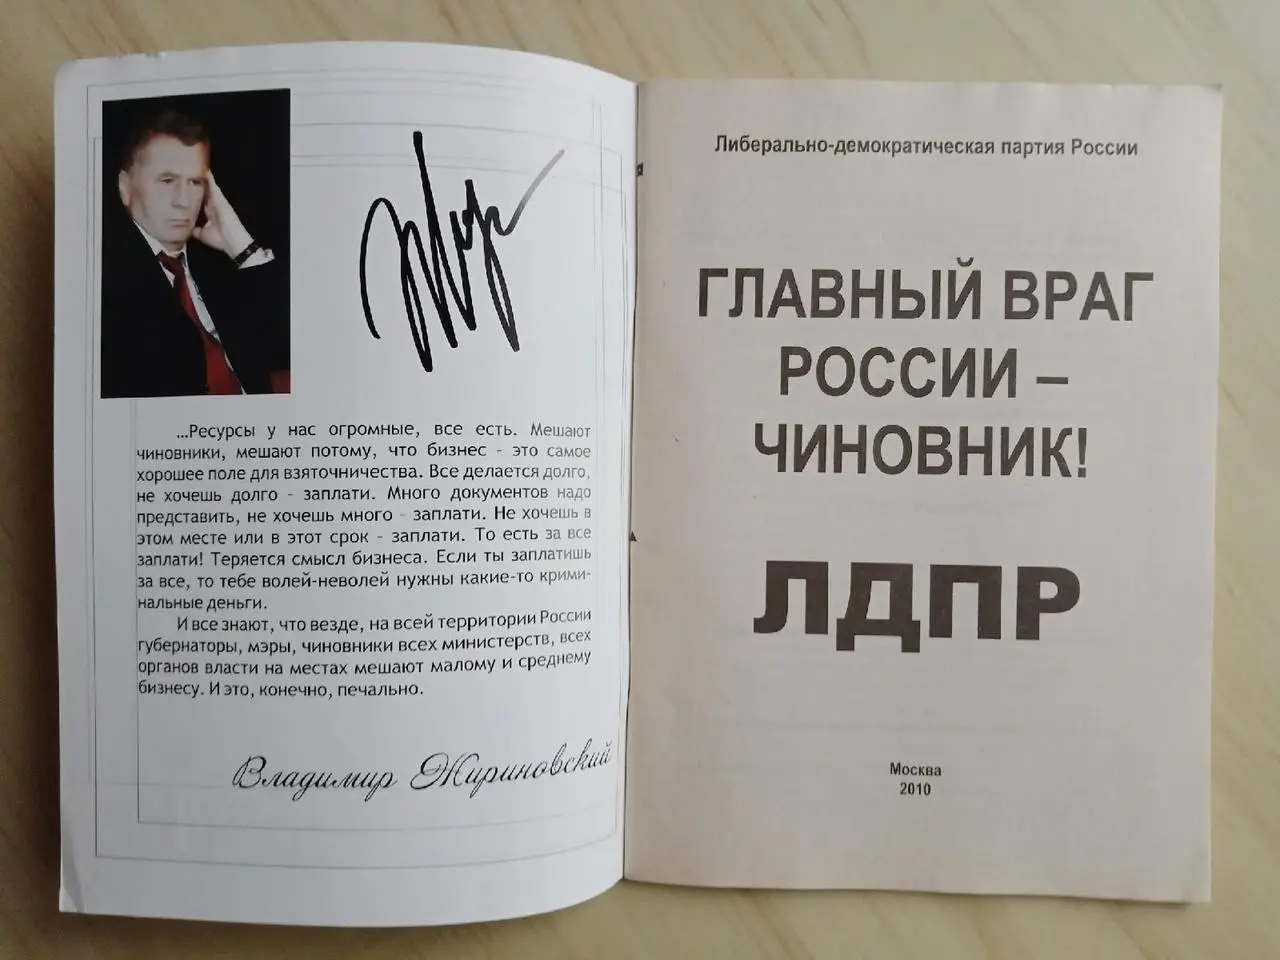 ...Ресурсы у нас огромные, все есть. Мешают
чиновники, мешают потому, что бизнес - это самое
хорошее поле для взяточничества. Все делается долго,
не хочешь долго - заплати. Много документов надо
представить, не хочешь много - заплати. Не хочешь в
этом месте или в этот срок - заплати. То есть за все
заплати! Теряется смысл бизнеса. Если ты заплатишь
за все, то тебе волей-неволей нужны какие-то крими-
нальные деньги.
И все знают, что везде, на всей территории России
губернаторы, мэры, чиновники всех министерств, всех
органов власти на местах мешают малому и среднему
бизнесу. И это, конечно, печально.
Владимир Жириновский
Либерально-демократическая партия России
ГЛАВНЫЙ ВРАГ
РОССИИ –
ЧИНОВНИК!
ЛДПР
Москва
2010